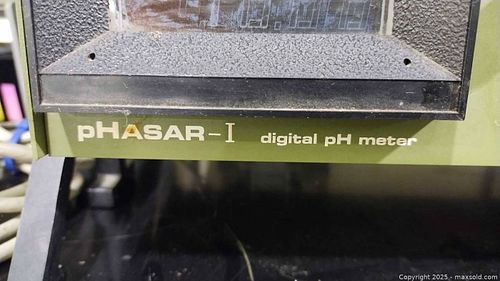 pHASAR-I digital pH meter
Copyright 2025 - maxsold.com